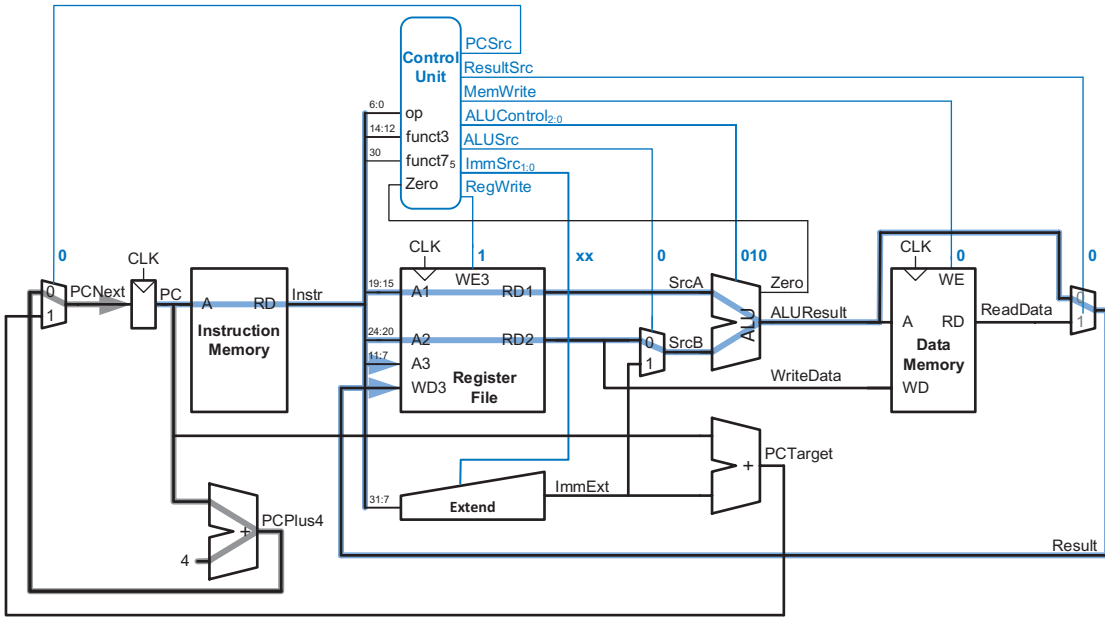 PCSrc
Control
Unit
ResultSrc
MemWrite
6:0
op
ALUControl2:0
14:12
funct3
ALUSrc
30
funct75
ImmSrc1:0
Zero
RegWrite
0
CLK
CLK
1
xx
0
010
CLK
0
0
WE3
WE
0
PCNext
PC
A
RD
Instr
19:15
A1
RD1
SrcA
Zero
1
Instruction
Memory
ALU
ALUResult
A
RD
ReadData
0
1
24:20
A2
RD2
0
SrcB
Data
Memory
11:7
A3
1
Register
File
WD3
WriteData
WD
PCTarget
+
ImmExt
31:7
Extend
PCPlus4
+
4
Result